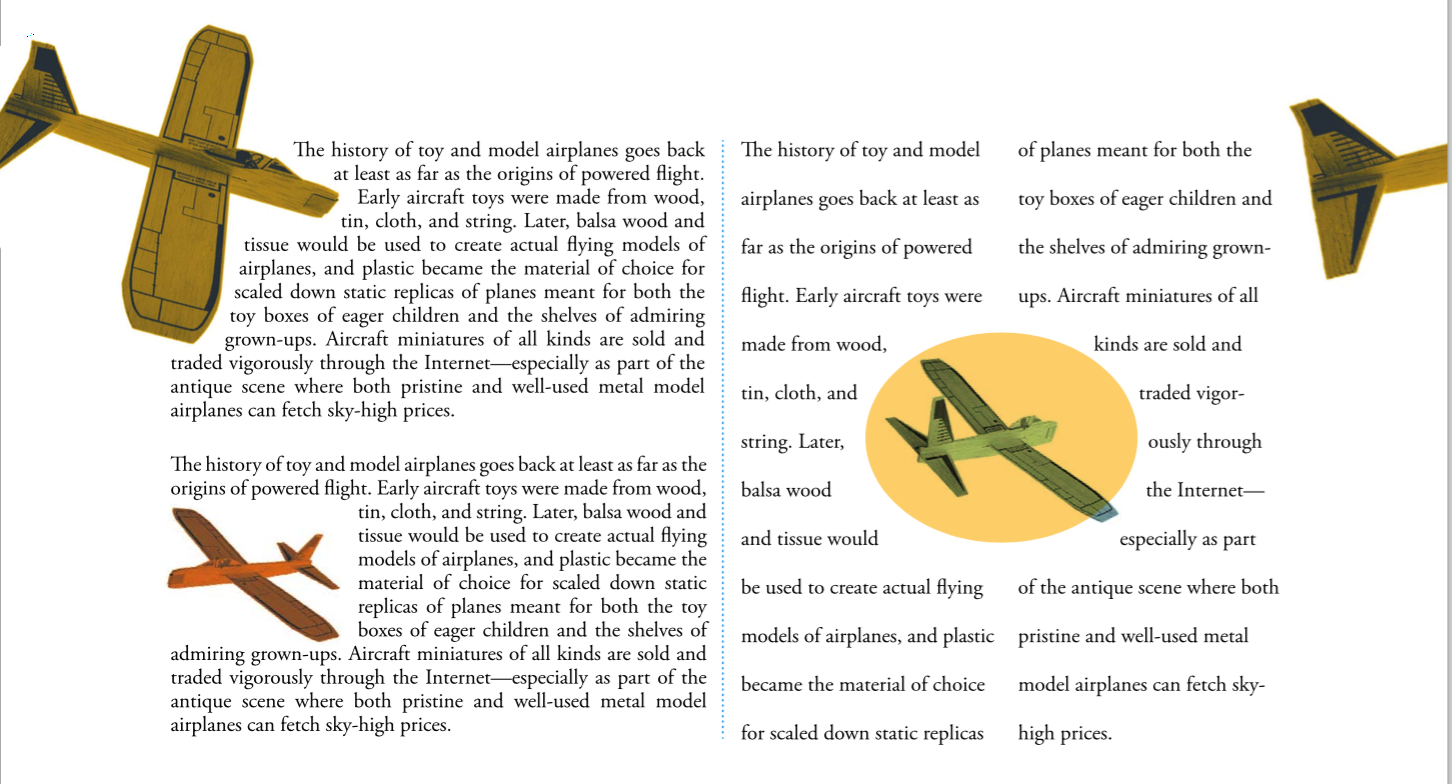 The history of toy and model airplanes goes back
at least as far as the origins of powered flight.
Early aircraft toys were made from wood,
tin, cloth, and string. Later, balsa wood and
tissue would be used to create actual flying models of
airplanes, and plastic became the material of choice for
scaled down static replicas of planes meant for both the
toy boxes of eager children and the shelves of admiring
grown-ups. Aircraft miniatures of all kinds are sold and
traded vigorously through the Internet—especially as part of the
antique scene where both pristine and well-used metal model
airplanes can fetch sky-high prices.
The history of toy and model airplanes goes back at least as far as the
origins of powered flight. Early aircraft toys were made from wood,
tin, cloth, and string. Later, balsa wood and
tissue would be used to create actual flying
models of airplanes, and plastic became the
material of choice for scaled down static
replicas of planes meant for both the toy
boxes of eager children and the shelves of
admiring grown-ups. Aircraft miniatures of all kinds are sold and
traded vigorously through the Internet—especially as part of the
antique scene where both pristine and well-used metal model
airplanes can fetch sky-high prices.
The history of toy and model
airplanes goes back at least as
far as the origins of powered
flight. Early aircraft toys were
made from wood,
tin, cloth, and
string. Later,
balsa wood
and tissue would
be used to create actual flying
models of airplanes, and plastic
became the material of choice
for scaled down static replicas
of planes meant for both the
toy boxes of eager children and
the shelves of admiring grown-
ups. Aircraft miniatures of all
kinds are sold and
traded vigor-
ously through
the Internet—
especially as part
of the antique scene where both
pristine and well-used metal
model airplanes can fetch sky-
high prices.